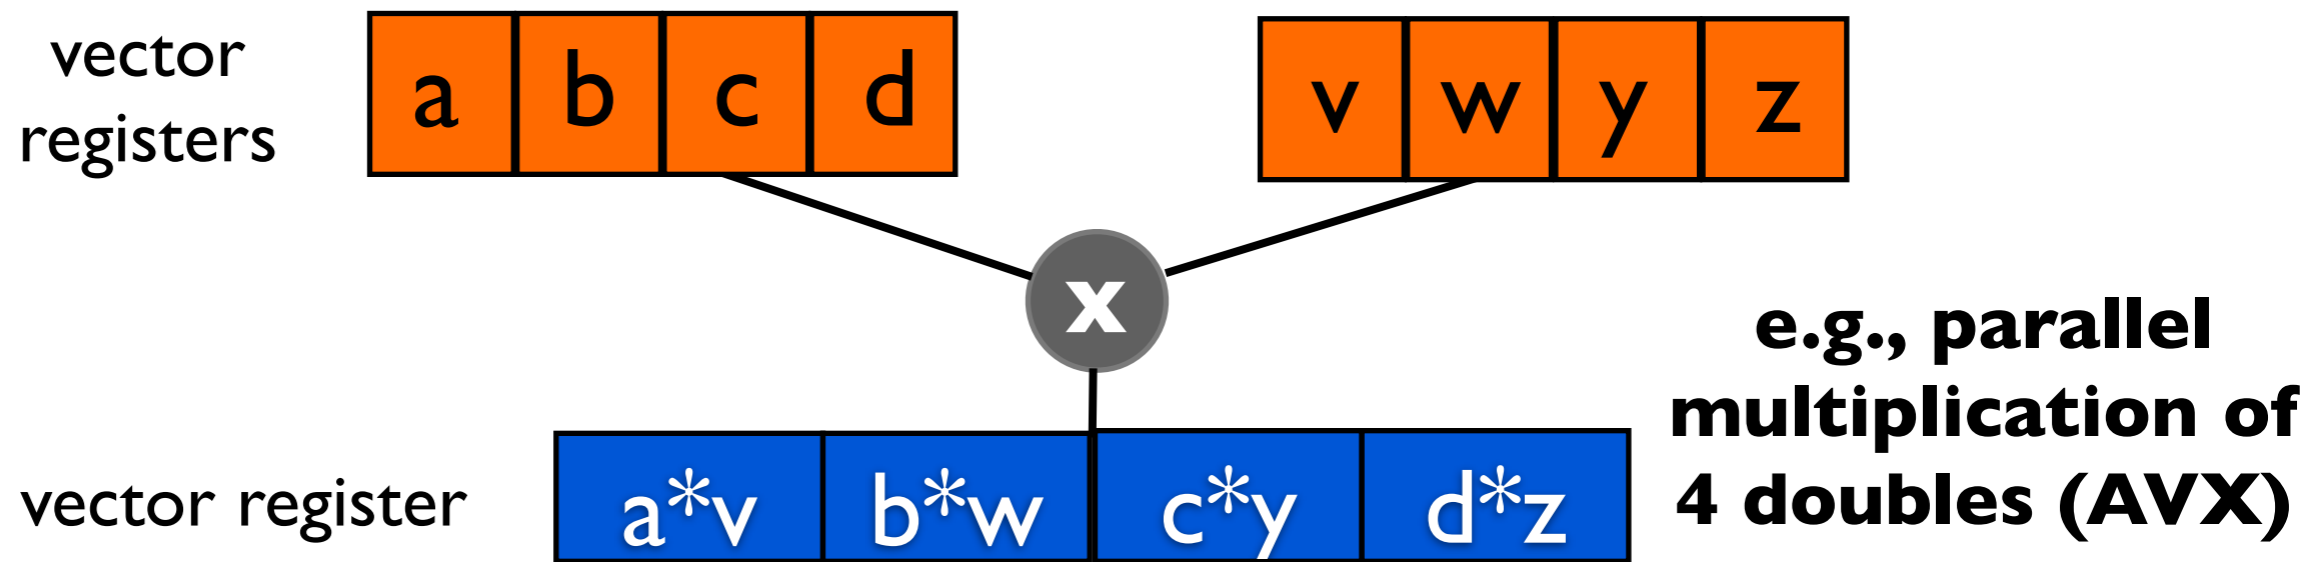 vector
registers
a b c d
v w y z
x
e.g., parallel
multiplication of
4 doubles (AVX)
vector register
a*v b*w c*y d*z